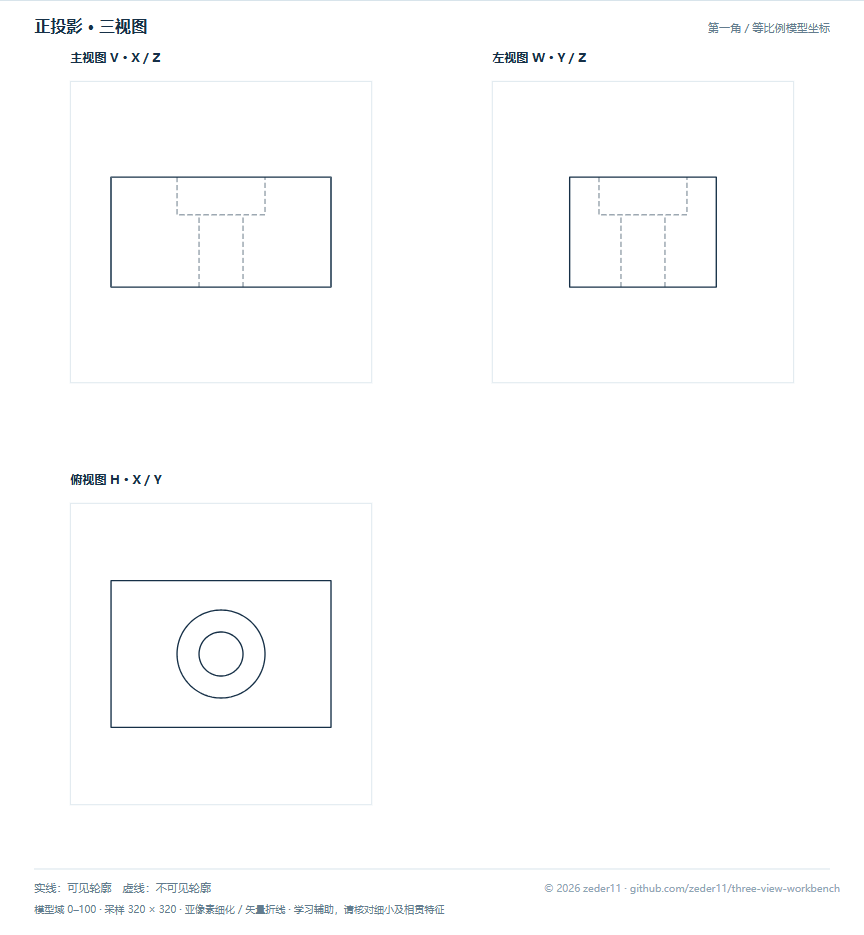 正投影 • 三视图
第一角 / 等比例模型坐标
主视图 V • X / Z
左视图 W • Y / Z
俯视图 H • X / Y
实线：可见轮廓 虚线：不可见轮廓
© 2026 zeder11 · github.com/zeder11/three-view-workbench
模型域 0–100 · 采样 320 × 320 · 亚像素细化 / 矢量折线 · 学习辅助，请核对细小及相贯特征